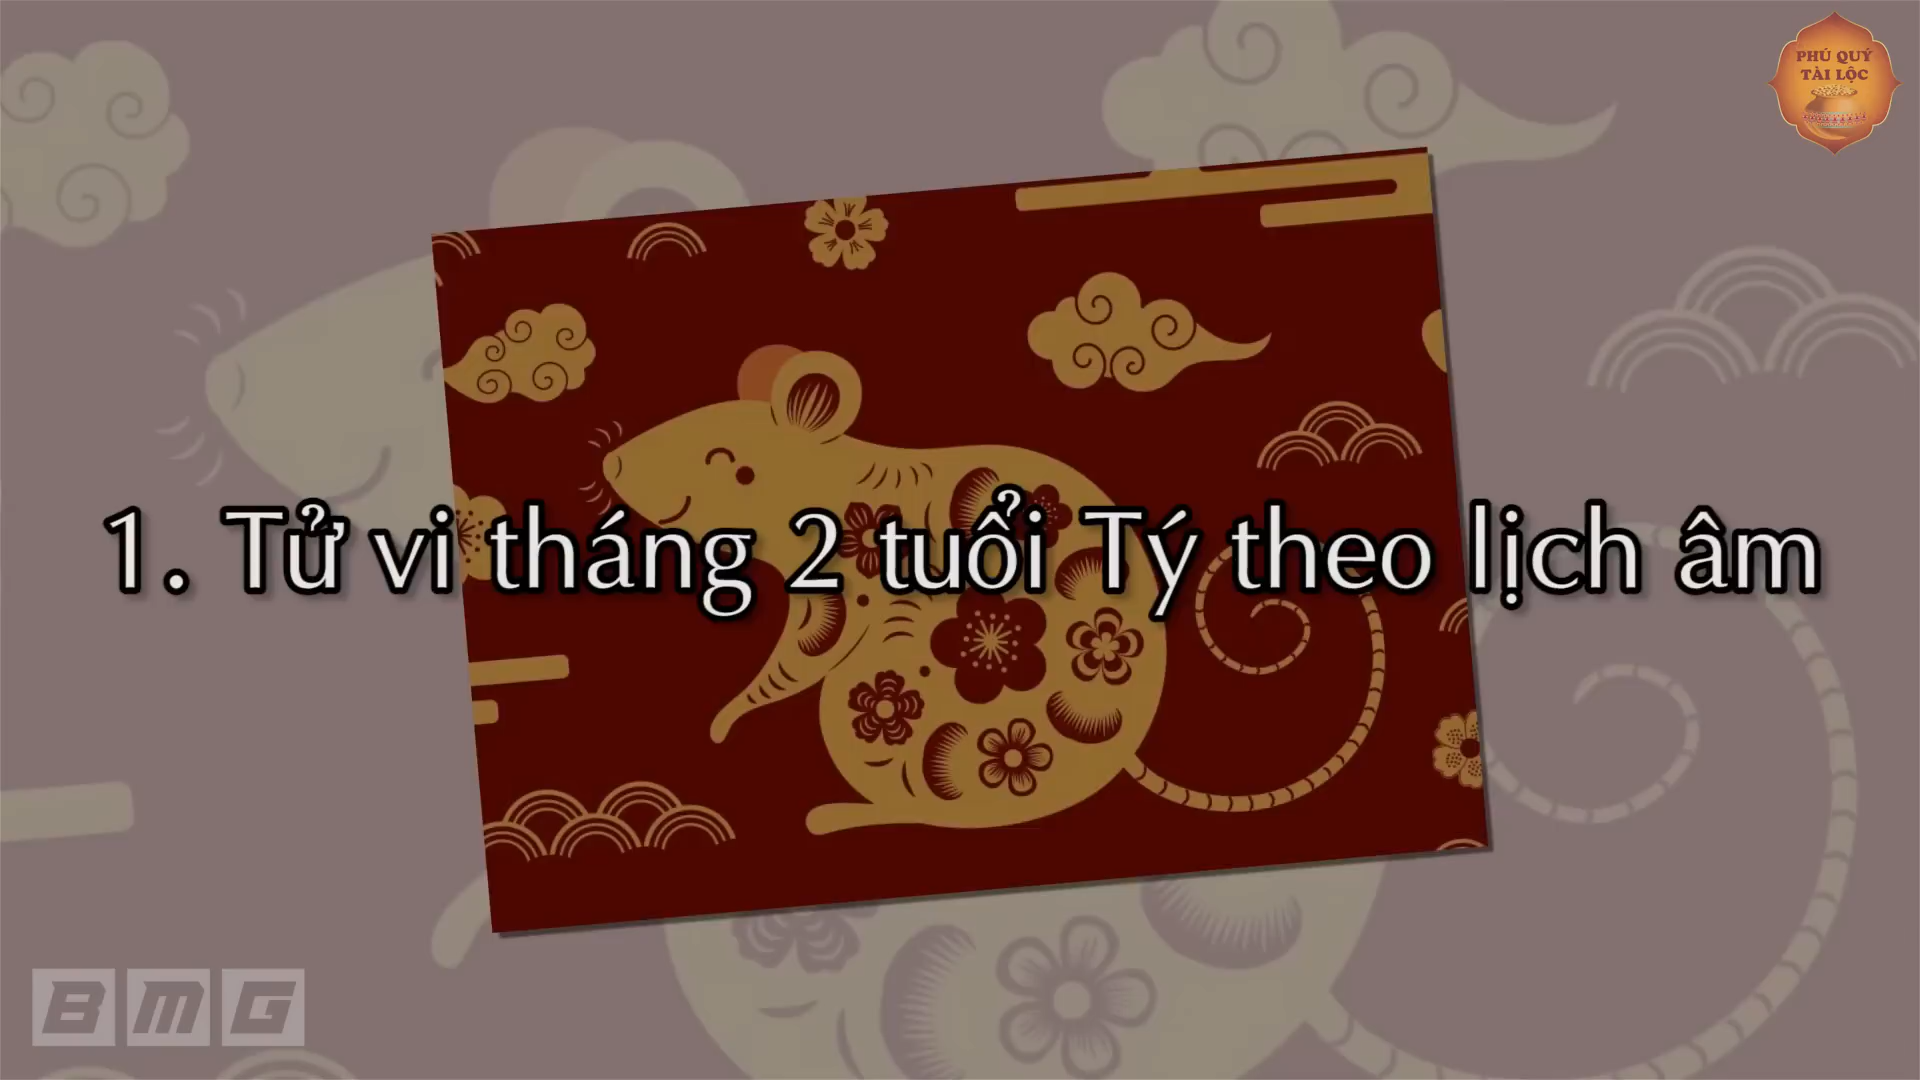 PHÚ QUÝ
TÀI LỘC
1. Tử vi tháng 2 tuổi Tý theo lịch âm
BMG